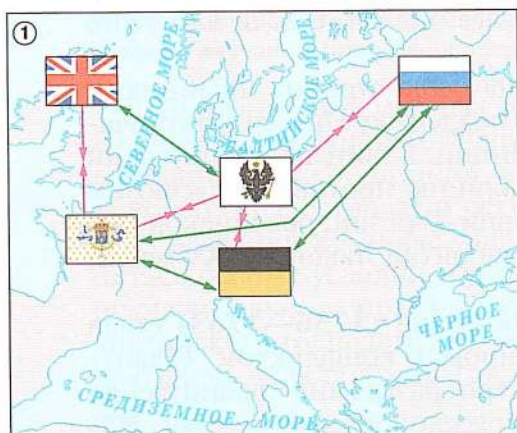 1
СЕВЕРНОЕ МОРЕ
БАЛТИЙСКОЕ МОРЕ
ЧЁРНОЕ
МОРЕ
СРЕДИЗЕМНОЕ МОРЕ